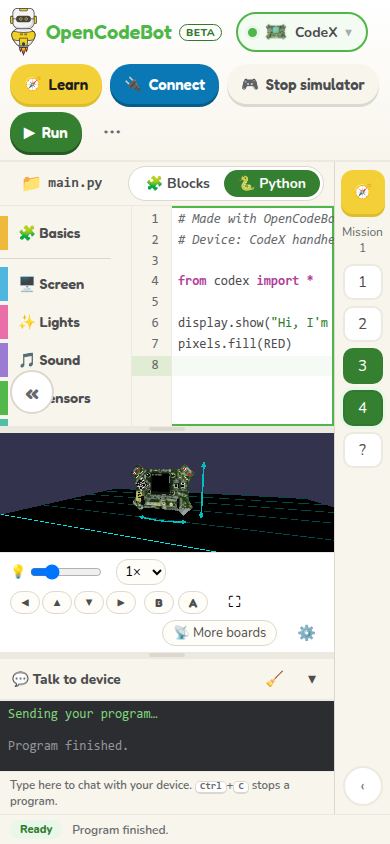 OpenCodeBot BETA CodeX ▾
Learn Connect Stop simulator
Run ...
main.py Blocks Python
Basics
Screen
Lights
Sound
ensors
«
1 # Made with OpenCodeBo
2 # Device: CodeX handhe
3
4 from codex import *
5
6 display.show("Hi, I'm
7 pixels.fill(RED)
8
Mission
1
1
2
3
4
?
1×
B A
More boards
Talk to device
Sending your program…
Program finished.
Type here to chat with your device. Ctrl+C stops a
program.
‹
Ready Program finished.